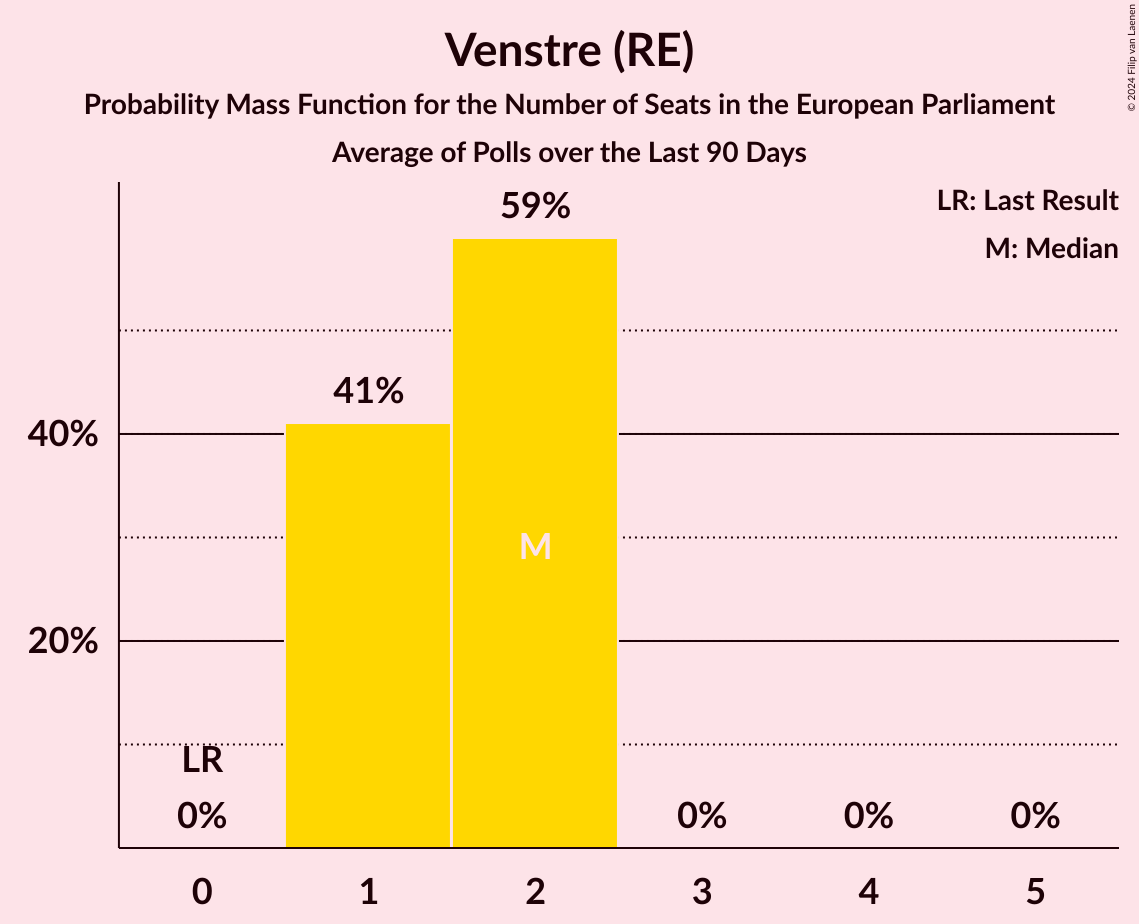 Venstre (RE)
Probability Mass Function for the Number of Seats in the European Parliament
Average of Polls over the Last 90 Days
© 2024 Filip van Laenen
LR: Last Result
M: Median
59%
41%
40%
M
20%
LR
0%
0%
0%
0%
0
1
2
3
4
5